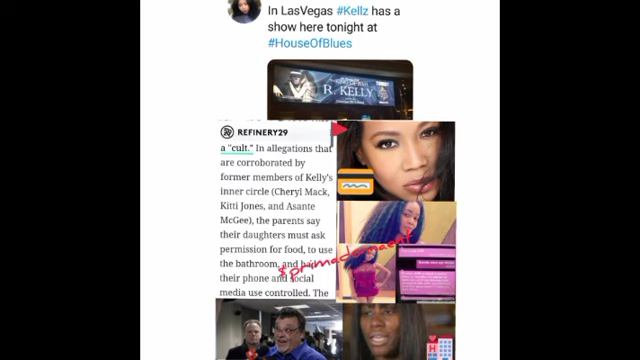 In LasVegas #Kellz has a
show here tonight at
#HouseOfBlues
R. KELLY
REFINERY29
a "cult." In allegations that
are corroborated by
former members of Kelly's
inner circle (Cheryl Mack,
Kitti Jones, and Asante
McGee), the parents say
their daughters must ask
permission for food, to use
the bathroom, and
their phone and social
media use controlled. The